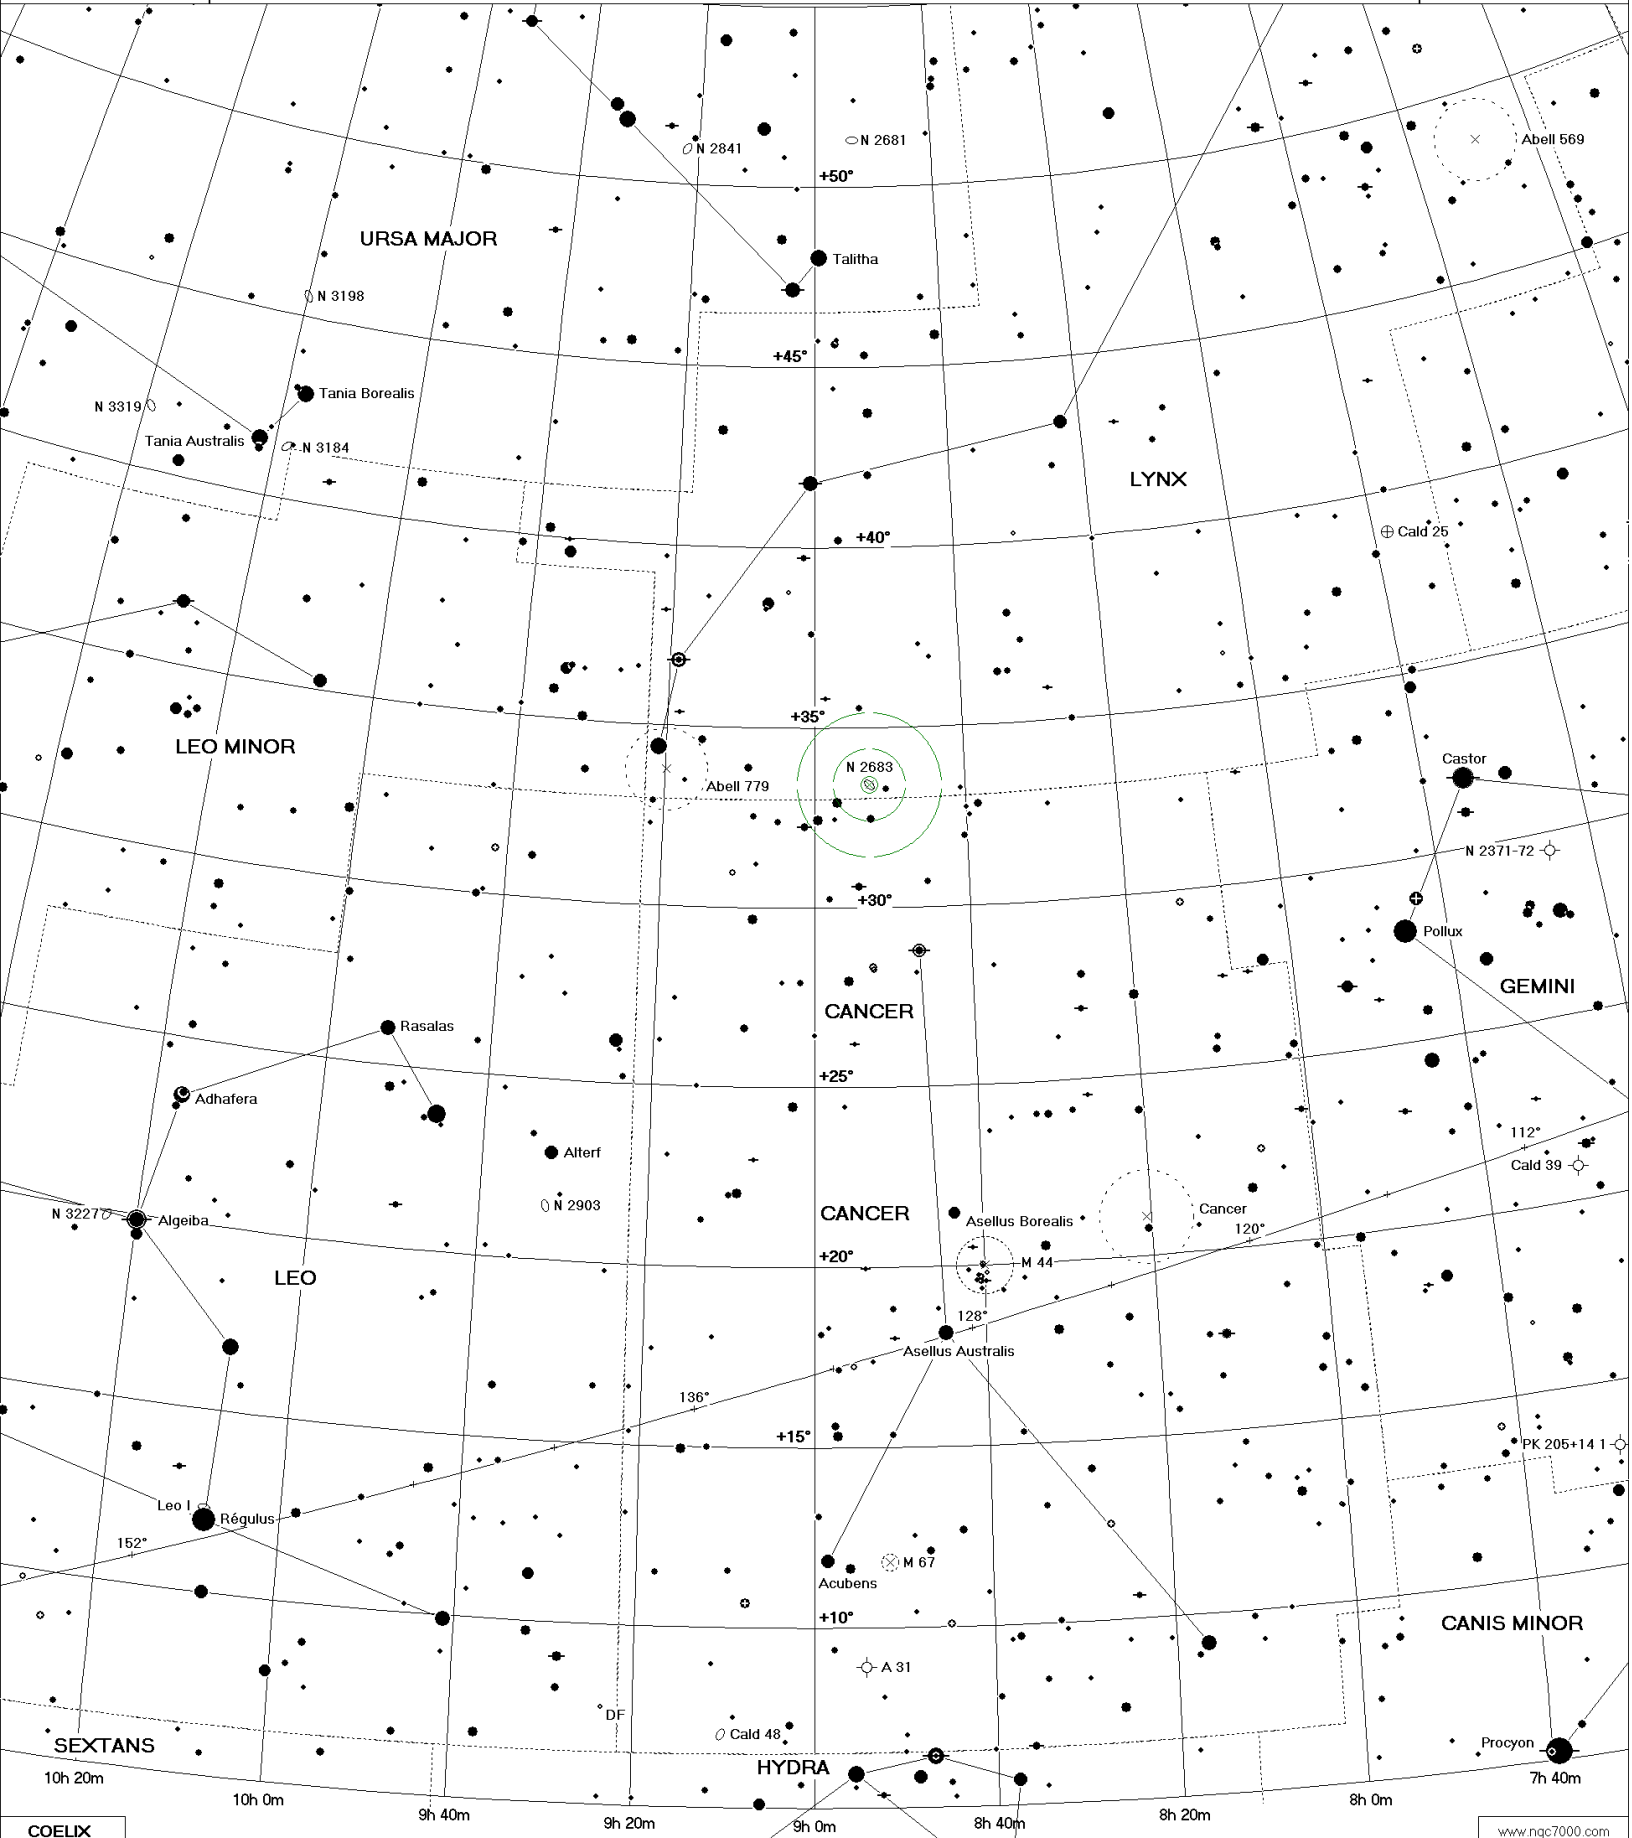 N 2841
N 2681
Abell 569
+50°
URSA MAJOR
Talitha
N 3198
+45°
Tania Borealis
N 3319
Tania Australis
N 3184
LYNX
+40°
Cald 25
+35°
LEO MINOR
Castor
N 2683
Abell 779
N 2371-72
+30°
Pollux
GEMINI
CANCER
Rasalas
+25°
Adhafera
112°
Alterf
Cald 39
N 2903
Cancer
N 3227
Algeiba
CANCER
Asellus Borealis
120°
+20°
M 44
LEO
128°
Asellus Australis
136°
+15°
PK 205+14 1
Leo I
Régulus
152°
M 67
Acubens
+10°
CANIS MINOR
A 31
DF
Cald 48
SEXTANS
Procyon
HYDRA
10h 20m
7h 40m
10h 0m
8h 0m
9h 40m
8h 20m
9h 20m
9h 0m
8h 40m
COELIX
www.ngc7000.com